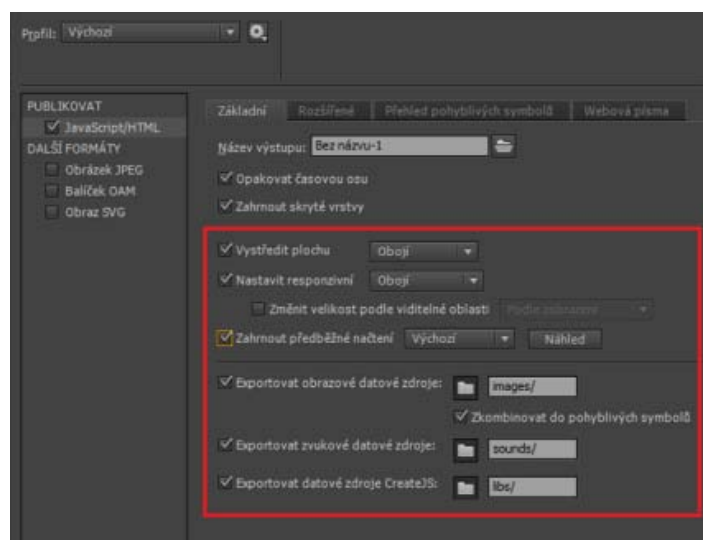 Profil: Výchozí
PUBLIKOVAT
JavaScript/HTML
DALŠÍ FORMÁTY
Obrázek JPEG
Balíček OAM
Obraz SVG
Základní Rozšířené Přehled pohyblivých symbolů Webová písma
Název výstupu: Bez názvu-1
Opakovat časovou osu
Zahrnout skryté vrstvy
Vystředit plochu Obojí
Nastavit responzivní Obojí
Změnit velikost podle viditelné oblasti Podle zobrazení
Zahrnout předběžné načtení Výchozí Náhled
Exportovat obrazové datové zdroje: images/
Zkombinovat do pohyblivých symbolů
Exportovat zvukové datové zdroje: sounds/
Exportovat datové zdroje CreateJS: libs/